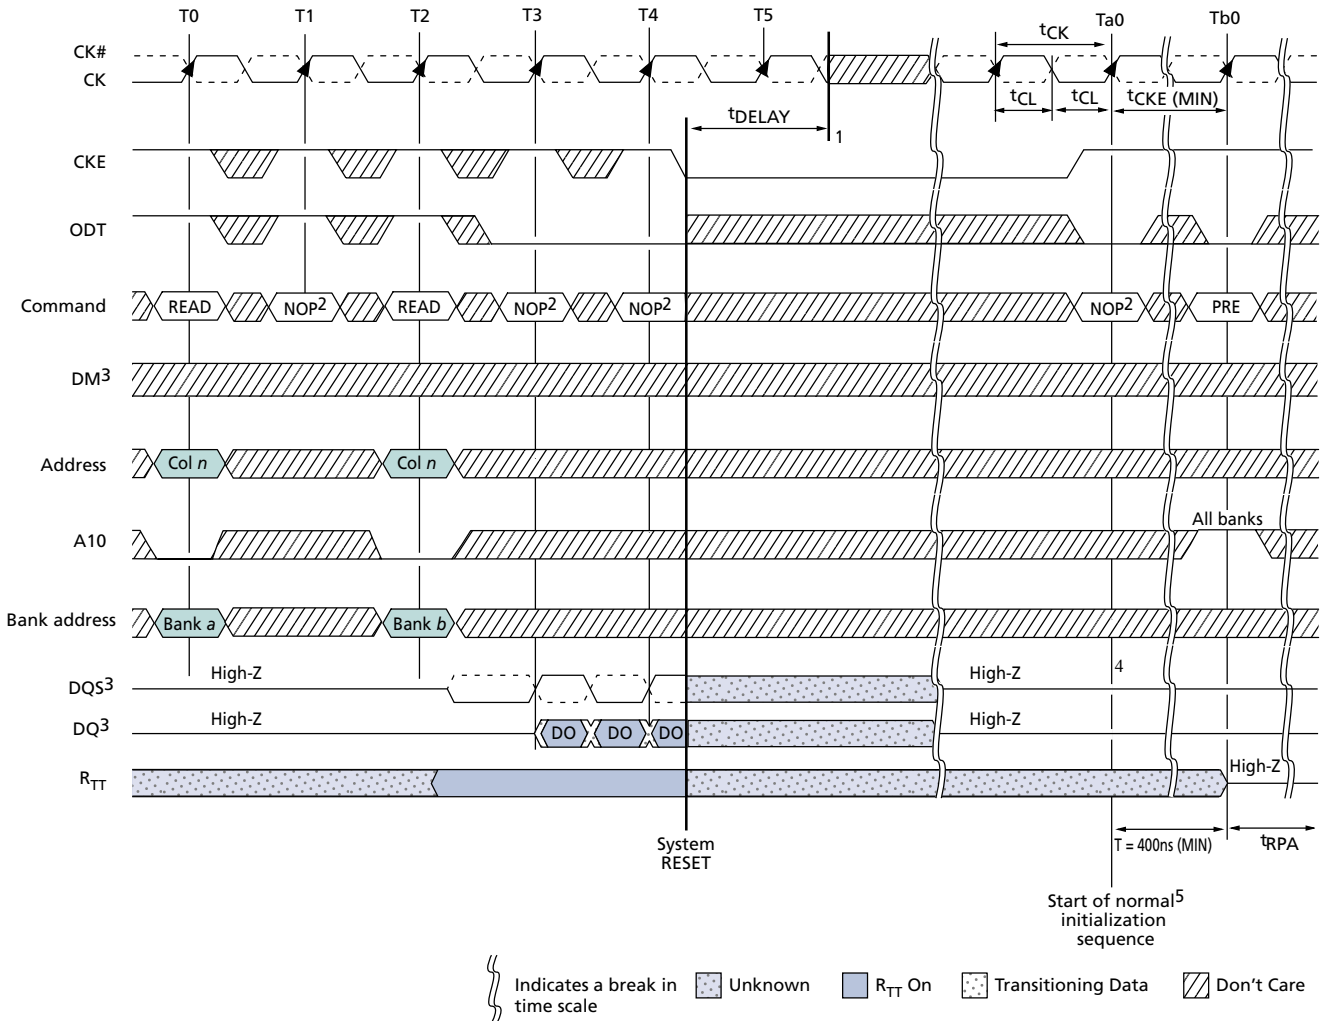 T0 T1 T2 T3 T4 T5 Ta0 Tb0
CK#
CK
tCK
tCL tCL tCKE (MIN)
tDELAY
1
CKE
ODT
Command READ NOP2 READ NOP2 NOP2 NOP2 PRE
DM3
Address Col n Col n
A10 All banks
Bank address Bank a Bank b
DQS3 High-Z High-Z 4
DQ3 High-Z DO DO DO High-Z
RTT High-Z
System
RESET
T = 400ns (MIN) tRPA
Start of normal5
initialization
sequence
Indicates a break in
time scale
Unknown
RTT On
Transitioning Data
Don't Care